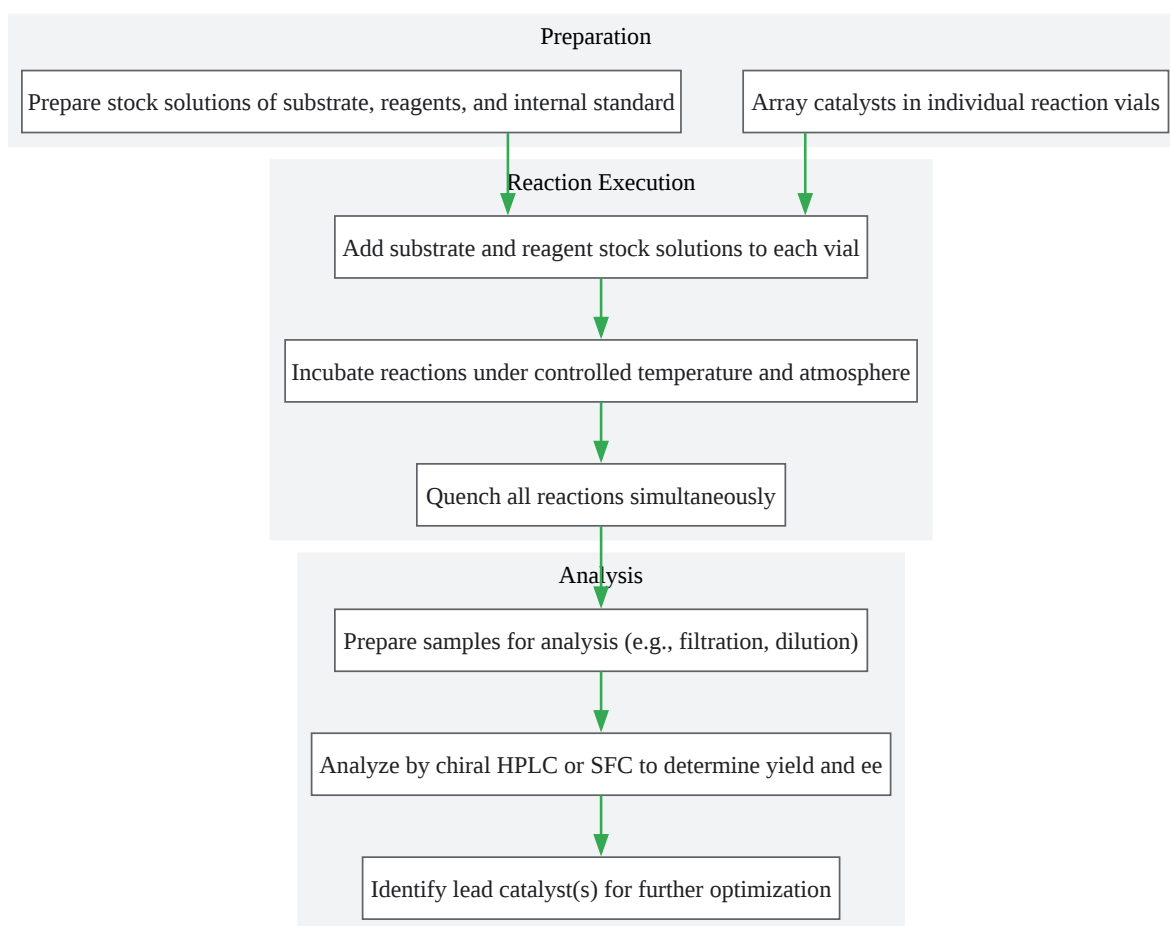 Preparation
Prepare stock solutions of substrate, reagents, and internal standard
Array catalysts in individual reaction vials
Reaction Execution
Add substrate and reagent stock solutions to each vial
Incubate reactions under controlled temperature and atmosphere
Quench all reactions simultaneously
Analysis
Prepare samples for analysis (e.g., filtration, dilution)
Analyze by chiral HPLC or SFC to determine yield and ee
Identify lead catalyst(s) for further optimization